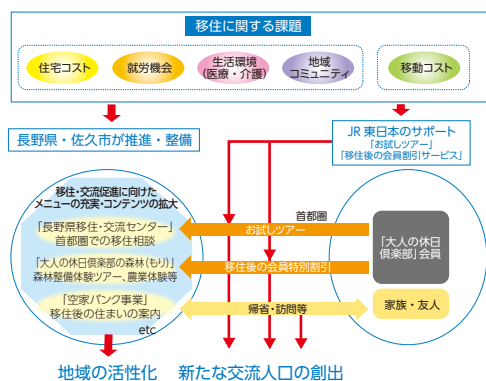 移住に関する課題
住宅コスト
就労機会
生活環境
(医療・介護)
地域
コミュニティ
移動コスト
長野県・佐久市が推進・整備
JR東日本のサポート
「お試しツアー」
「移住後の会員割引サービス」
移住・交流促進に向けた
メニューの充実・コンテンツの拡大
「長野県移住・交流センター」
首都圏での移住相談
「大人の休日倶楽部の森林(もり)」
森林整備体験ツアー、農業体験等
「空家バンク事業」
移住後の住まいの案内
etc
首都圏
お試しツアー
移住後の会員特別割引
帰省・訪問等
「大人の休日
倶楽部」会員
家族・友人
地域の活性化
新たな交流人口の創出